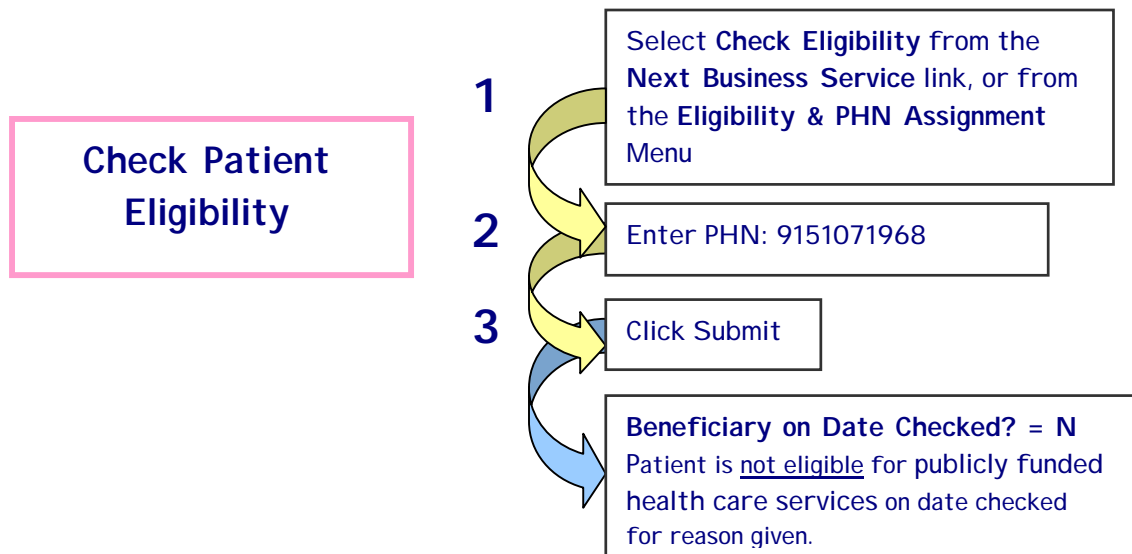 Check Patient
Eligibility
1
Select Check Eligibility from the
Next Business Service link, or from
the Eligibility & PHN Assignment
Menu
2
Enter PHN: 9151071968
3
Click Submit
Beneficiary on Date Checked? = N
Patient is not eligible for publicly funded
health care services on date checked
for reason given.